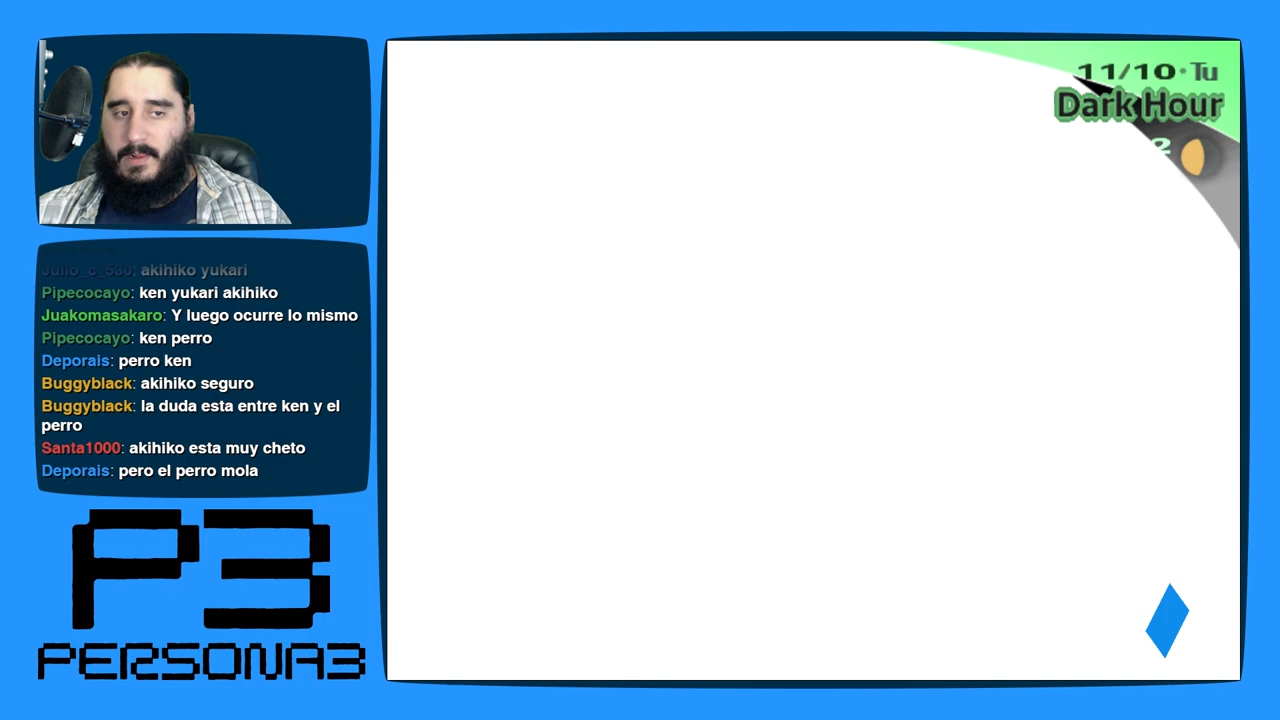 11/10·Tu
Dark Hour
2
Julio_c_530: akihiko yukari
Pipecocayo: ken yukari akihiko
Juakomasakaro: Y luego ocurre lo mismo
Pipecocayo: ken perro
Deporais: perro ken
Buggyblack: akihiko seguro
Buggyblack: la duda esta entre ken y el
perro
Santa1000: akihiko esta muy cheto
Deporais: pero el perro mola
P3
PERSONA3